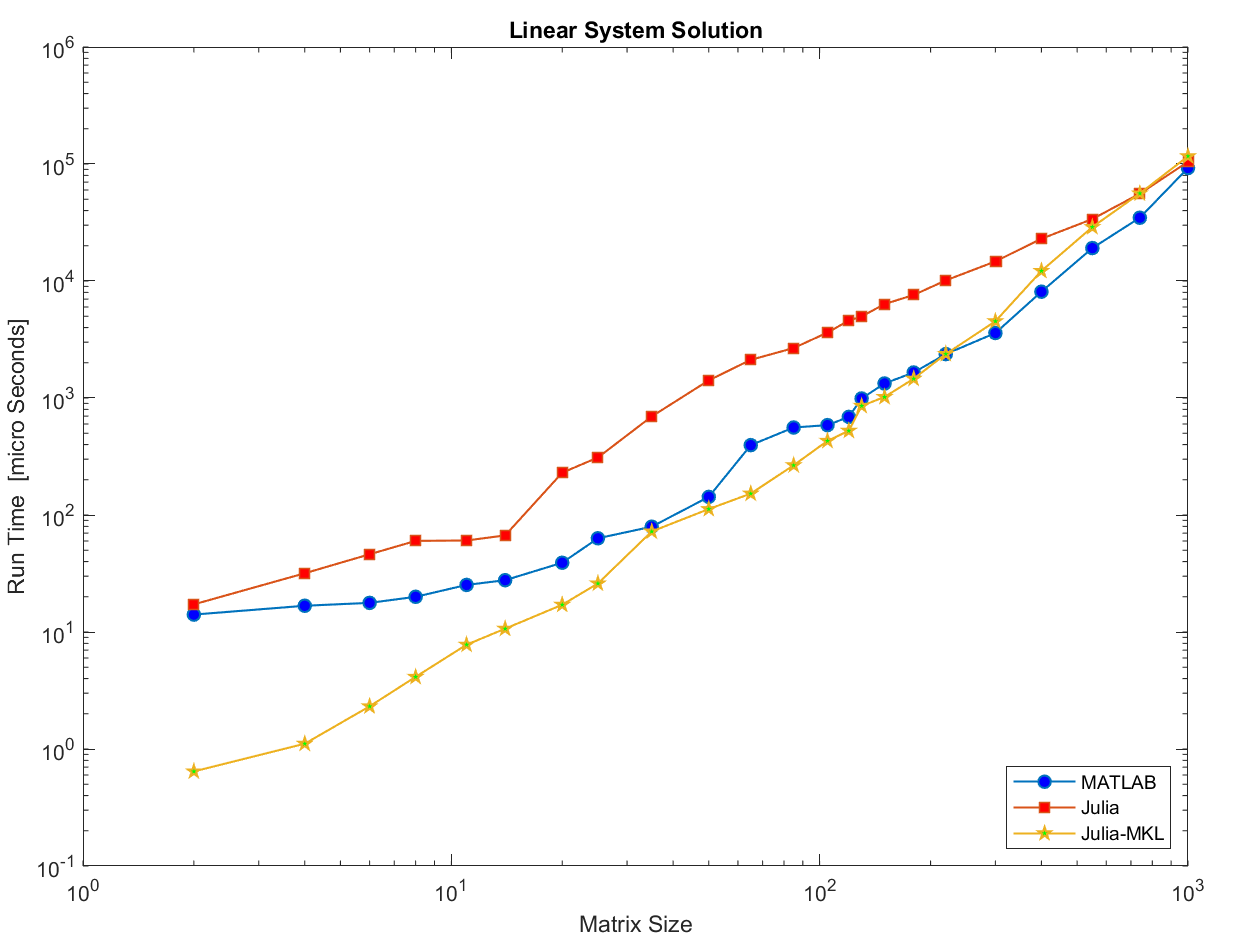 Linear System Solution
10^6
10^5
10^4
10^3
10^2
10^1
10^0
10^-1
Run Time [micro Seconds]
MATLAB
Julia
Julia-MKL
10^0 10^1 10^2 10^3
Matrix Size